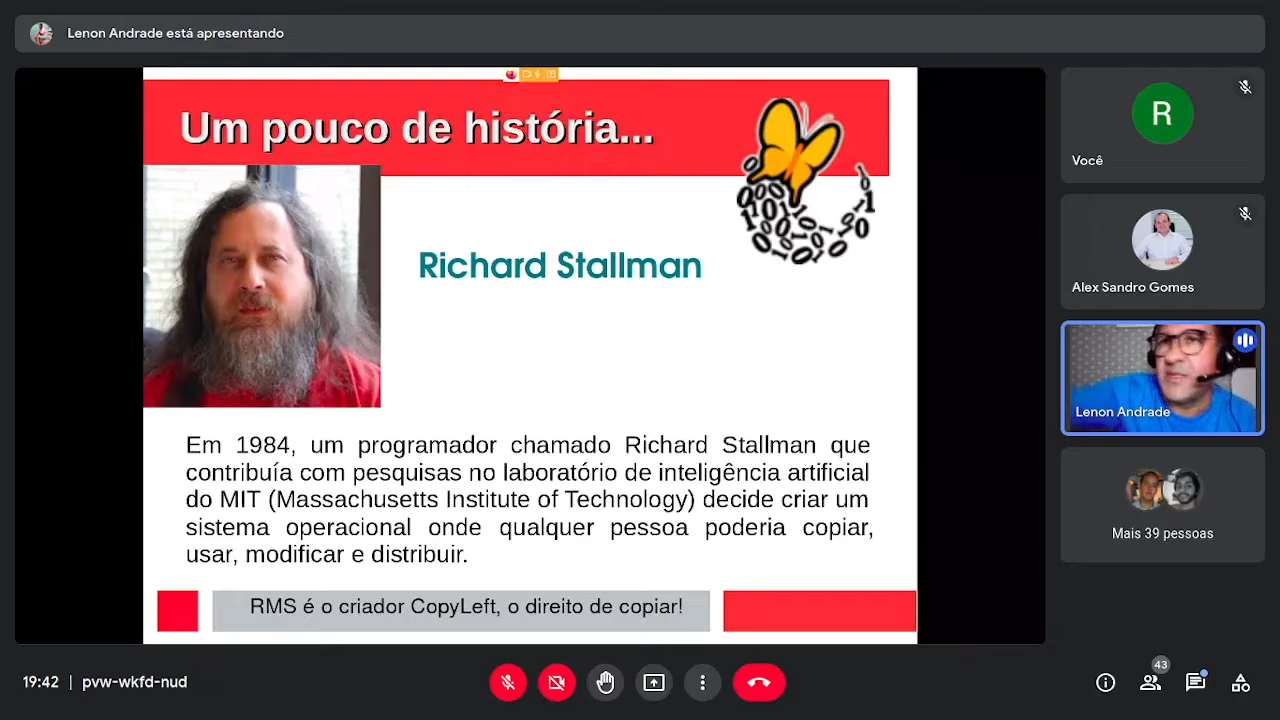 Lenon Andrade está apresentando
Um pouco de história...
Richard Stallman
Em 1984, um programador chamado Richard Stallman que
contribuía com pesquisas no laboratório de inteligência artificial
do MIT (Massachusetts Institute of Technology) decide criar um
sistema operacional onde qualquer pessoa poderia copiar,
usar, modificar e distribuir.
RMS é o criador CopyLeft, o direito de copiar!
R
Você
Alex Sandro Gomes
Lenon Andrade
Mais 39 pessoas
19:42 | pvw-wkfd-nud
43